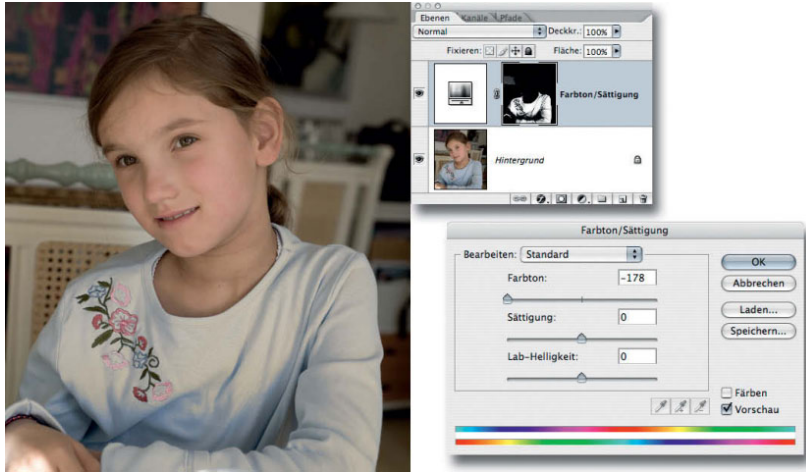 Ebenen Kanäle Pfade
Normal Deckkr.: 100%
Fixieren: Fläche: 100%
Farbton/Sättigung
Hintergrund
Farbton/Sättigung
Bearbeiten: Standard
OK
Farbton: -178
Abbrechen
Sättigung: 0
Laden...
Speichern...
Lab-Helligkeit: 0
Färben
Vorschau